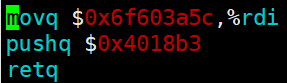 movq $0x6f603a5c,%rdi
pushq $0x4018b3
retq